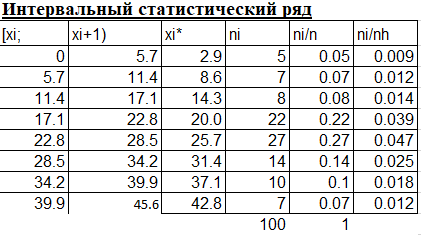 Интервальный статистический ряд
[xi; xi+1) xi* ni ni/n ni/nh
0 5.7 2.9 5 0.05 0.009
5.7 11.4 8.6 7 0.07 0.012
11.4 17.1 14.3 8 0.08 0.014
17.1 22.8 20.0 22 0.22 0.039
22.8 28.5 25.7 27 0.27 0.047
28.5 34.2 31.4 14 0.14 0.025
34.2 39.9 37.1 10 0.1 0.018
39.9 45.6 42.8 7 0.07 0.012
100 1